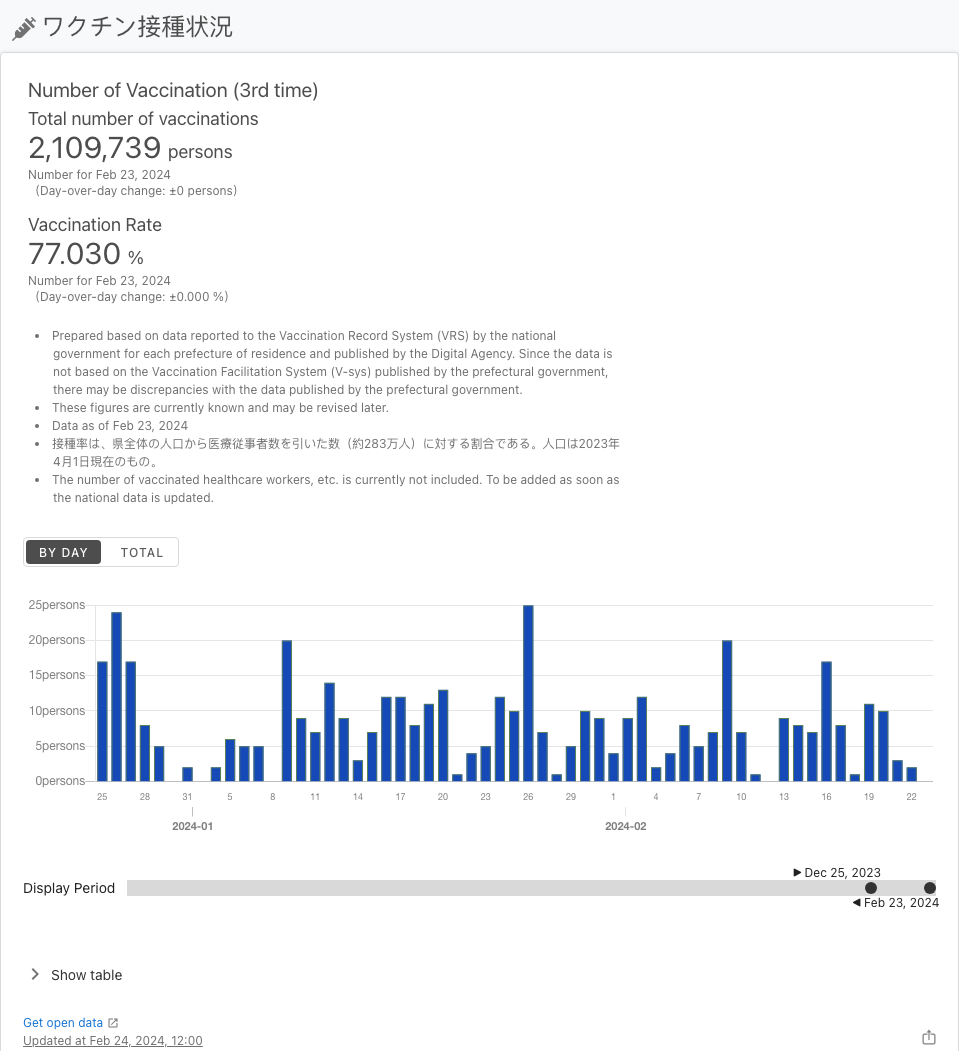 ワクチン接種状況
Number of Vaccination (3rd time)
Total number of vaccinations
2,109,739 persons
Number for Feb 23, 2024
(Day-over-day change: ±0 persons)
Vaccination Rate
77.030 %
Number for Feb 23, 2024
(Day-over-day change: ±0.000 %)
• Prepared based on data reported to the Vaccination Record System (VRS) by the national
government for each prefecture of residence and published by the Digital Agency. Since the data is
not based on the Vaccination Facilitation System (V-sys) published by the prefectural government,
there may be discrepancies with the data published by the prefectural government.
• These figures are currently known and may be revised later.
• Data as of Feb 23, 2024
• 接種率は、県全体の人口から医療従事者数を引いた数（約283万人）に対する割合である。人口は2023年
4月1日現在のもの。
• The number of vaccinated healthcare workers, etc. is currently not included. To be added as soon as
the national data is updated.
BY DAY TOTAL
25persons
20persons
15persons
10persons
5persons
0persons
25 28 31 5 8 11 14 17 20 23 26 29 1 4 7 10 13 16 19 22
2024-01 2024-02
Dec 25, 2023
Display Period
Feb 23, 2024
Show table
Get open data
Updated at Feb 24, 2024, 12:00